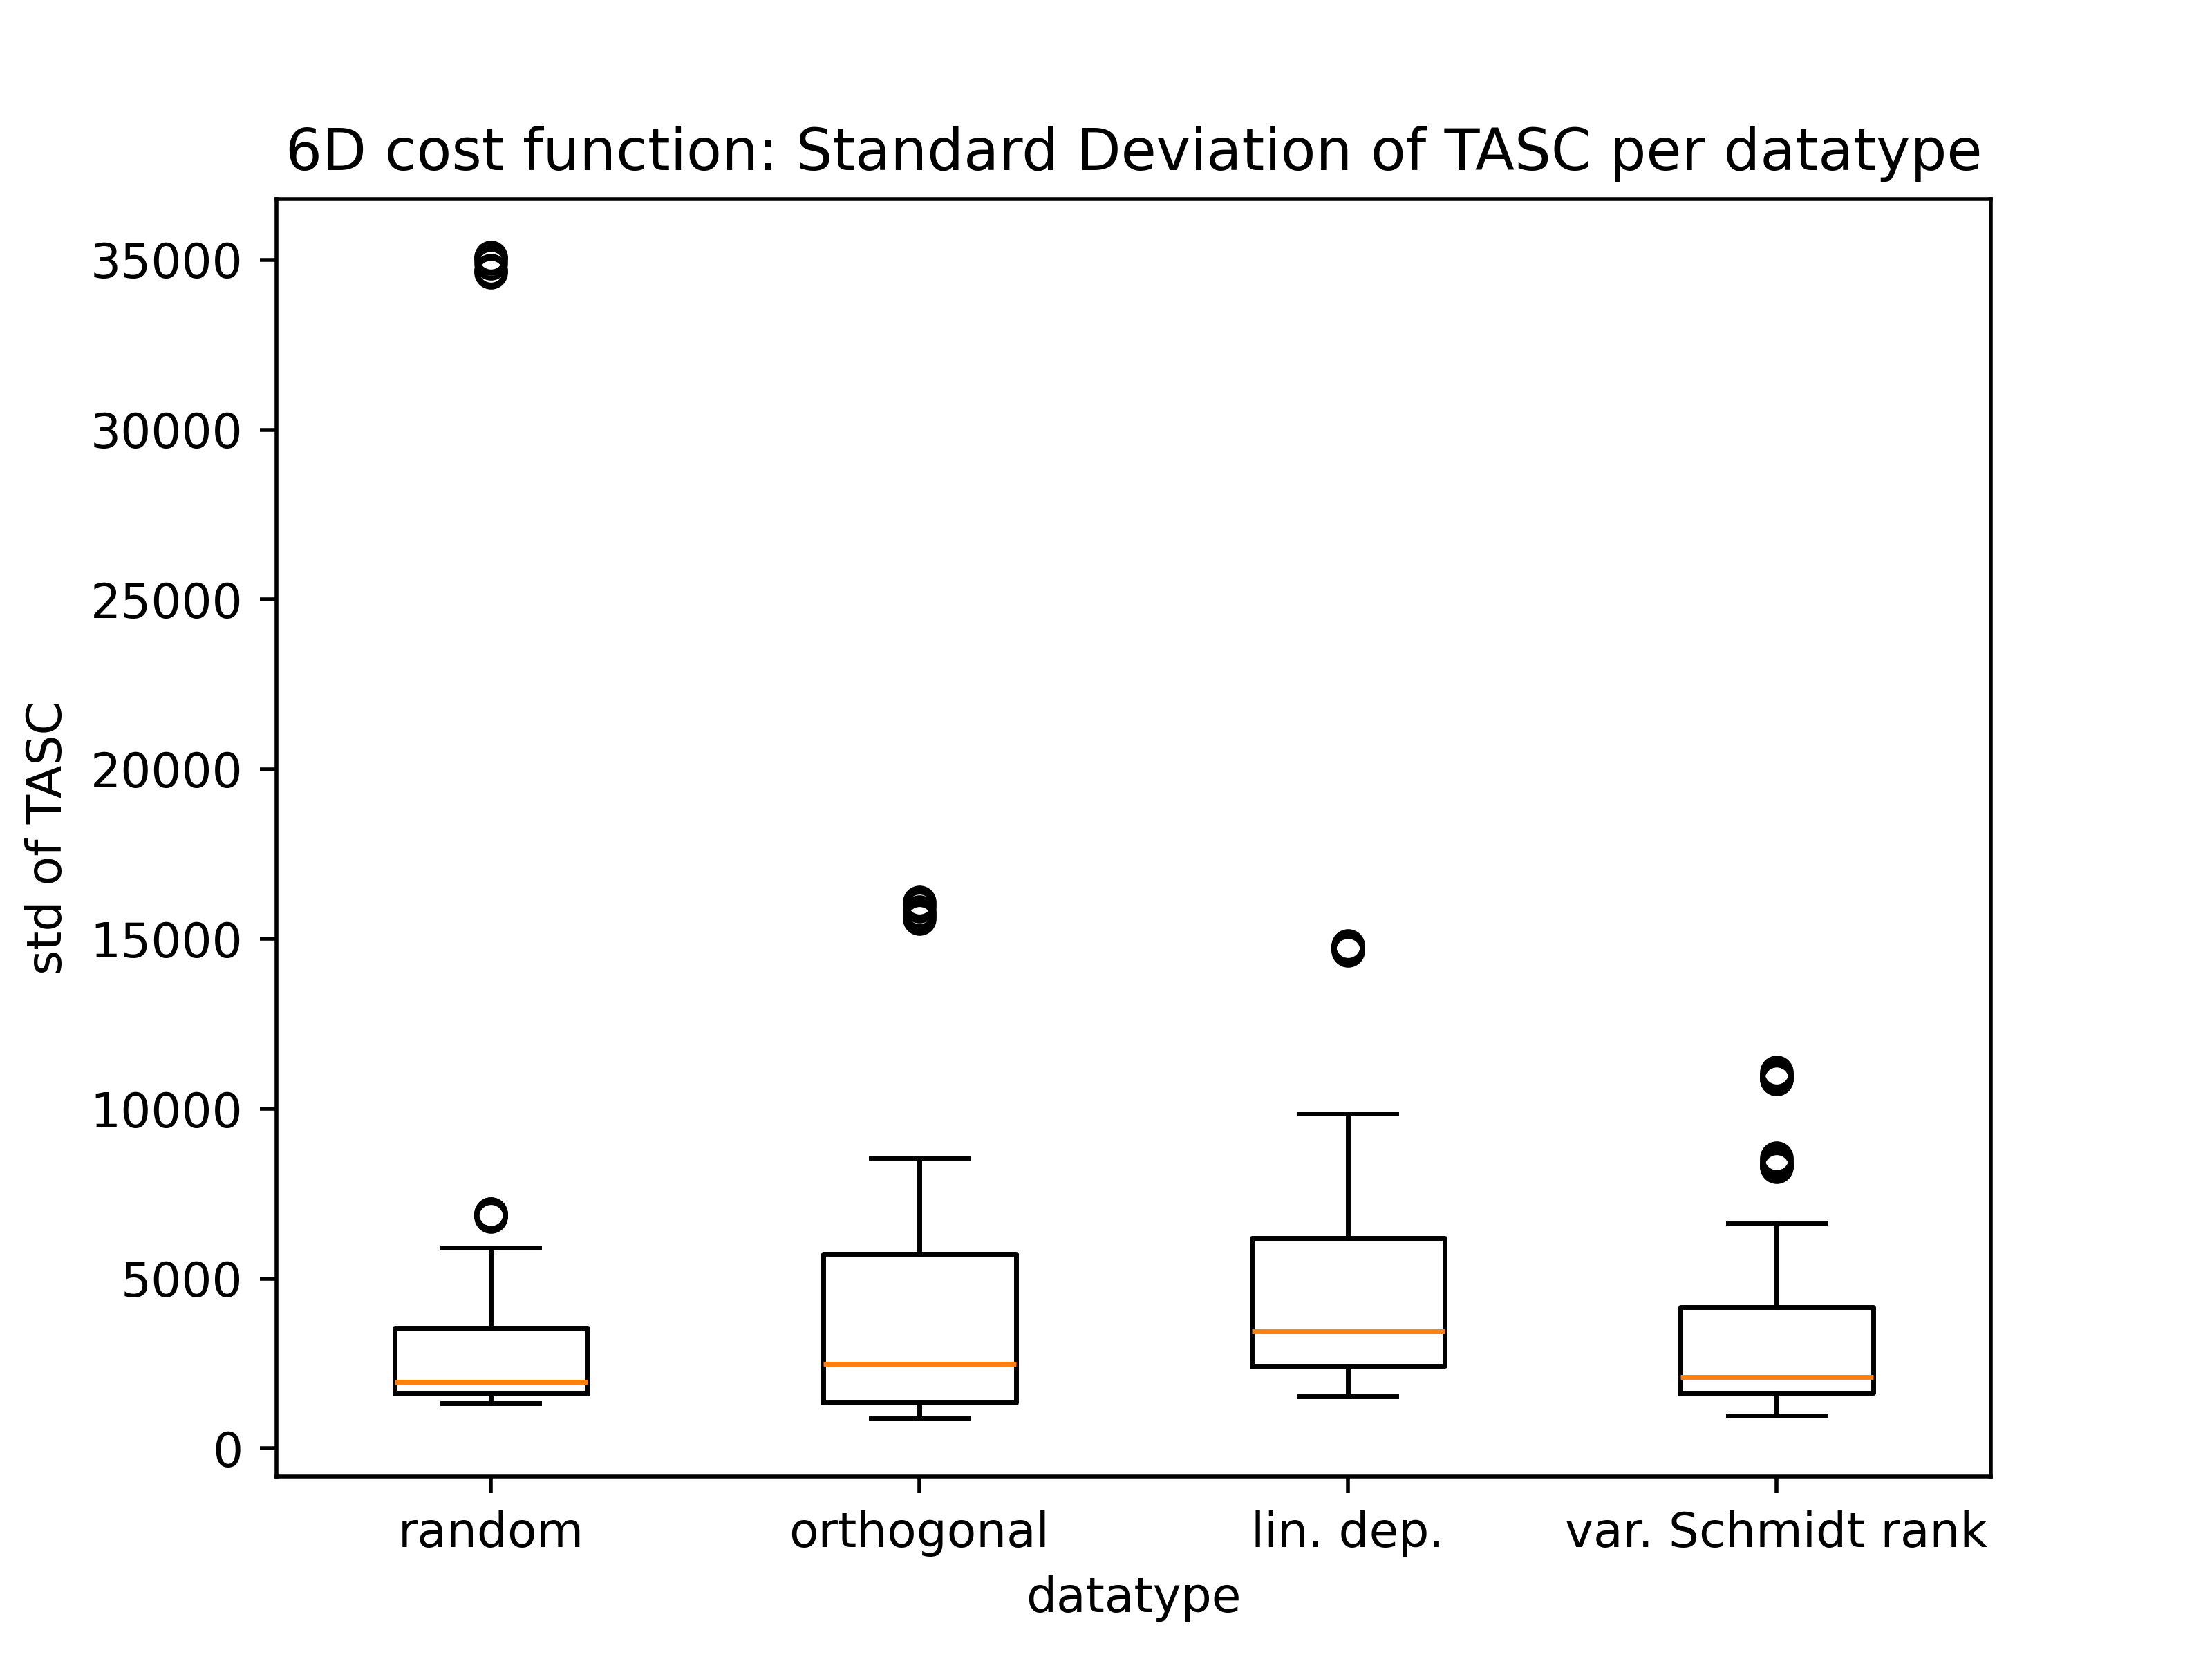 6D cost function: Standard Deviation of TASC per datatype
35000
30000
25000
20000
15000
10000
5000
0
std of TASC
random
orthogonal
lin. dep.
var. Schmidt rank
datatype